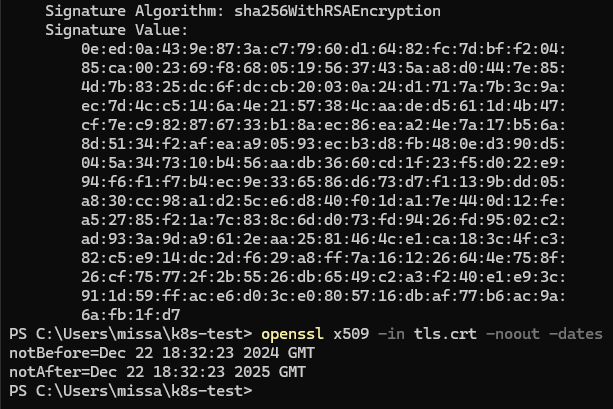 Signature Algorithm: sha256WithRSAEncryption
Signature Value:
0e:ed:0a:43:9e:87:3a:c7:79:60:d1:64:82:fc:7d:bf:f2:04:
85:ca:00:23:69:f8:68:05:19:56:37:43:5a:a8:d0:44:7e:85:
4d:7b:83:25:dc:6f:dc:cb:20:03:0a:24:d1:71:7a:7b:3c:9a:
ec:7d:4c:c5:14:6a:4e:21:57:38:4c:aa:de:d5:61:1d:4b:47:
cf:7e:c9:82:87:67:33:b1:8a:ec:86:ea:a2:4e:7a:17:b5:6a:
8d:51:34:f2:af:ea:a9:05:93:ec:b3:d8:fb:48:0e:d3:90:d5:
04:5a:34:73:10:b4:56:aa:db:36:60:cd:1f:23:f5:d0:22:e9:
94:f6:f1:f7:b4:ec:9e:33:65:86:d6:73:d7:f1:13:9b:dd:05:
a8:30:cc:98:a1:d2:5c:e6:d8:40:f0:1d:a1:7e:44:0d:12:fe:
a5:27:85:f2:1a:7c:83:8c:6d:d0:73:fd:94:26:fd:95:02:c2:
ad:93:3a:9d:a9:61:2e:aa:25:81:46:4c:e1:ca:18:3c:4f:c3:
82:c5:e9:14:dc:2d:f6:29:a8:ff:7a:16:12:26:64:4e:75:8f:
26:cf:75:77:2f:2b:55:26:db:65:49:c2:a3:f2:40:e1:e9:3c:
91:1d:59:ff:ac:e6:d0:3c:e0:80:57:16:db:af:77:b6:ac:9a:
6a:fb:1f:d7
PS C:\Users\missa\k8s-test> openssl x509 -in tls.crt -noout -dates
notBefore=Dec 22 18:32:23 2024 GMT
notAfter=Dec 22 18:32:23 2025 GMT
PS C:\Users\missa\k8s-test>